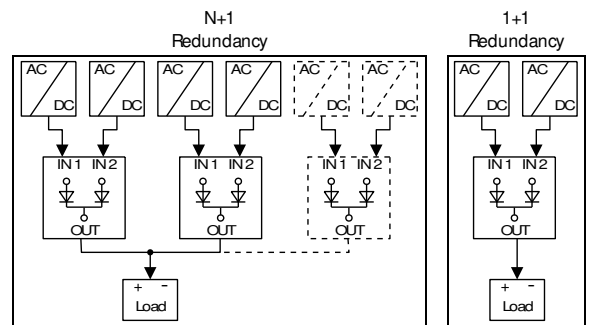 N+1
Redundancy
1+1
Redundancy
AC
DC
AC
DC
AC
DC
AC
DC
AC
DC
AC
DC
AC
DC
AC
DC
IN 1 IN 2
IN 1 IN 2
IN 1 IN 2
IN 1 IN 2
OUT
OUT
OUT
OUT
+ -
Load
+ -
Load